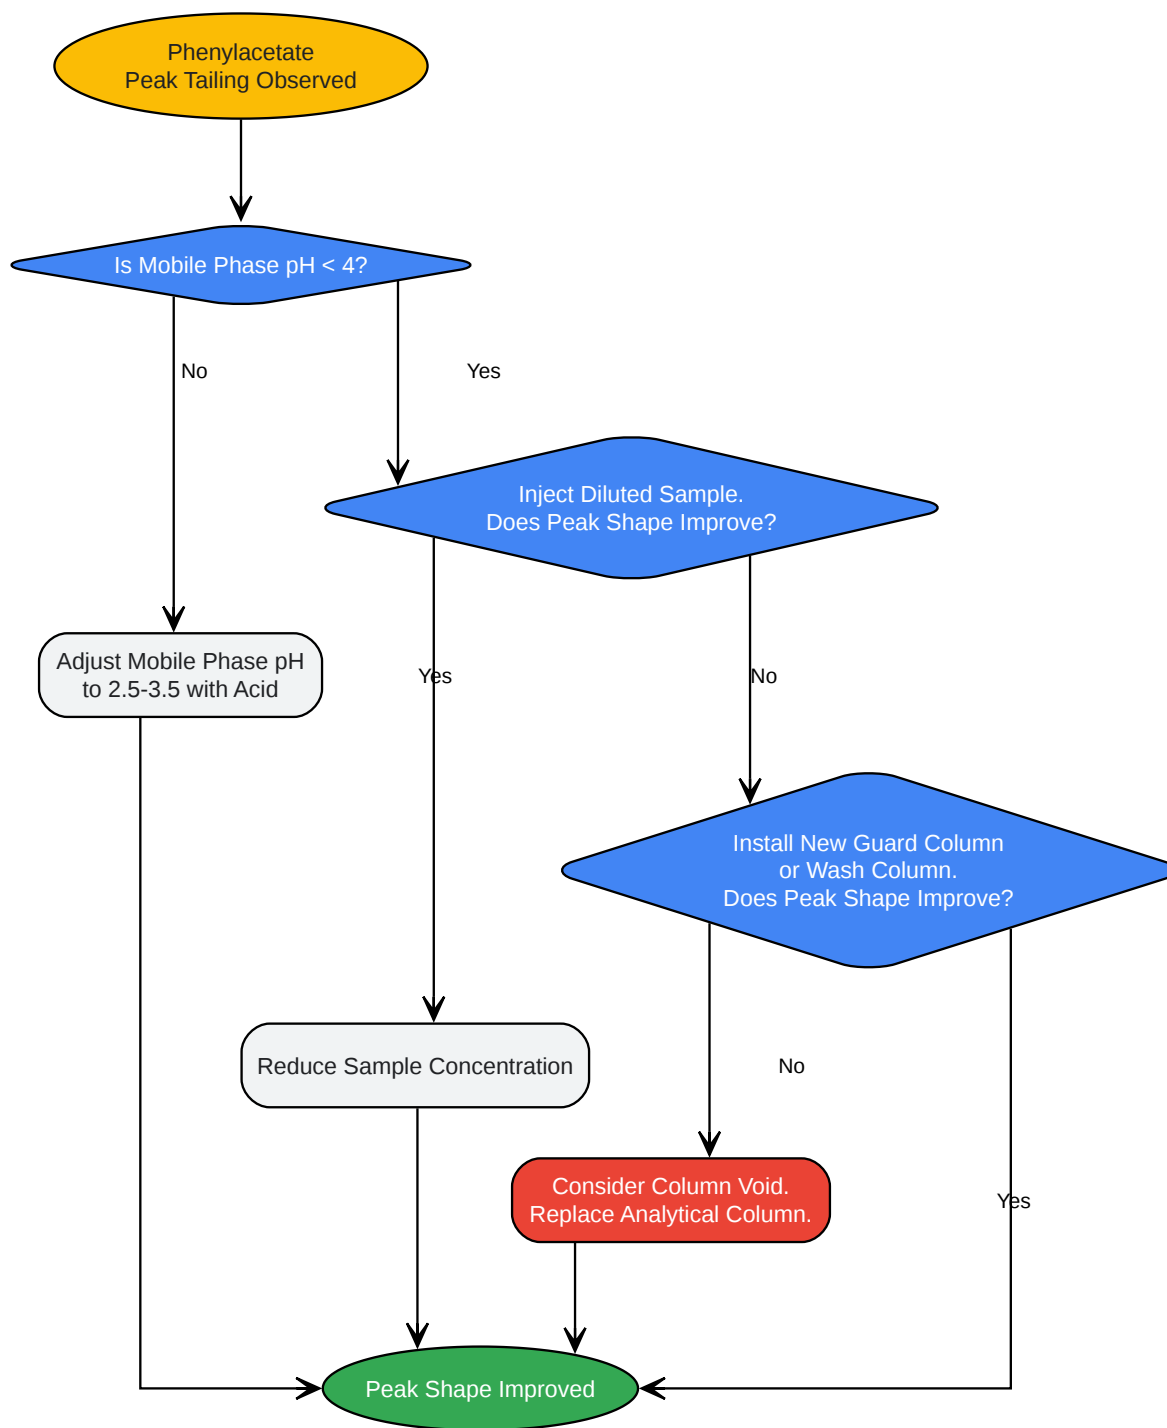 Phenylacetate
Peak Tailing Observed
Is Mobile Phase pH < 4?
No
Yes
Inject Diluted Sample.
Does Peak Shape Improve?
Adjust Mobile Phase pH
to 2.5-3.5 with Acid
Yes
No
Install New Guard Column
or Wash Column.
Does Peak Shape Improve?
Reduce Sample Concentration
No
Consider Column Void.
Replace Analytical Column.
Yes
Peak Shape Improved